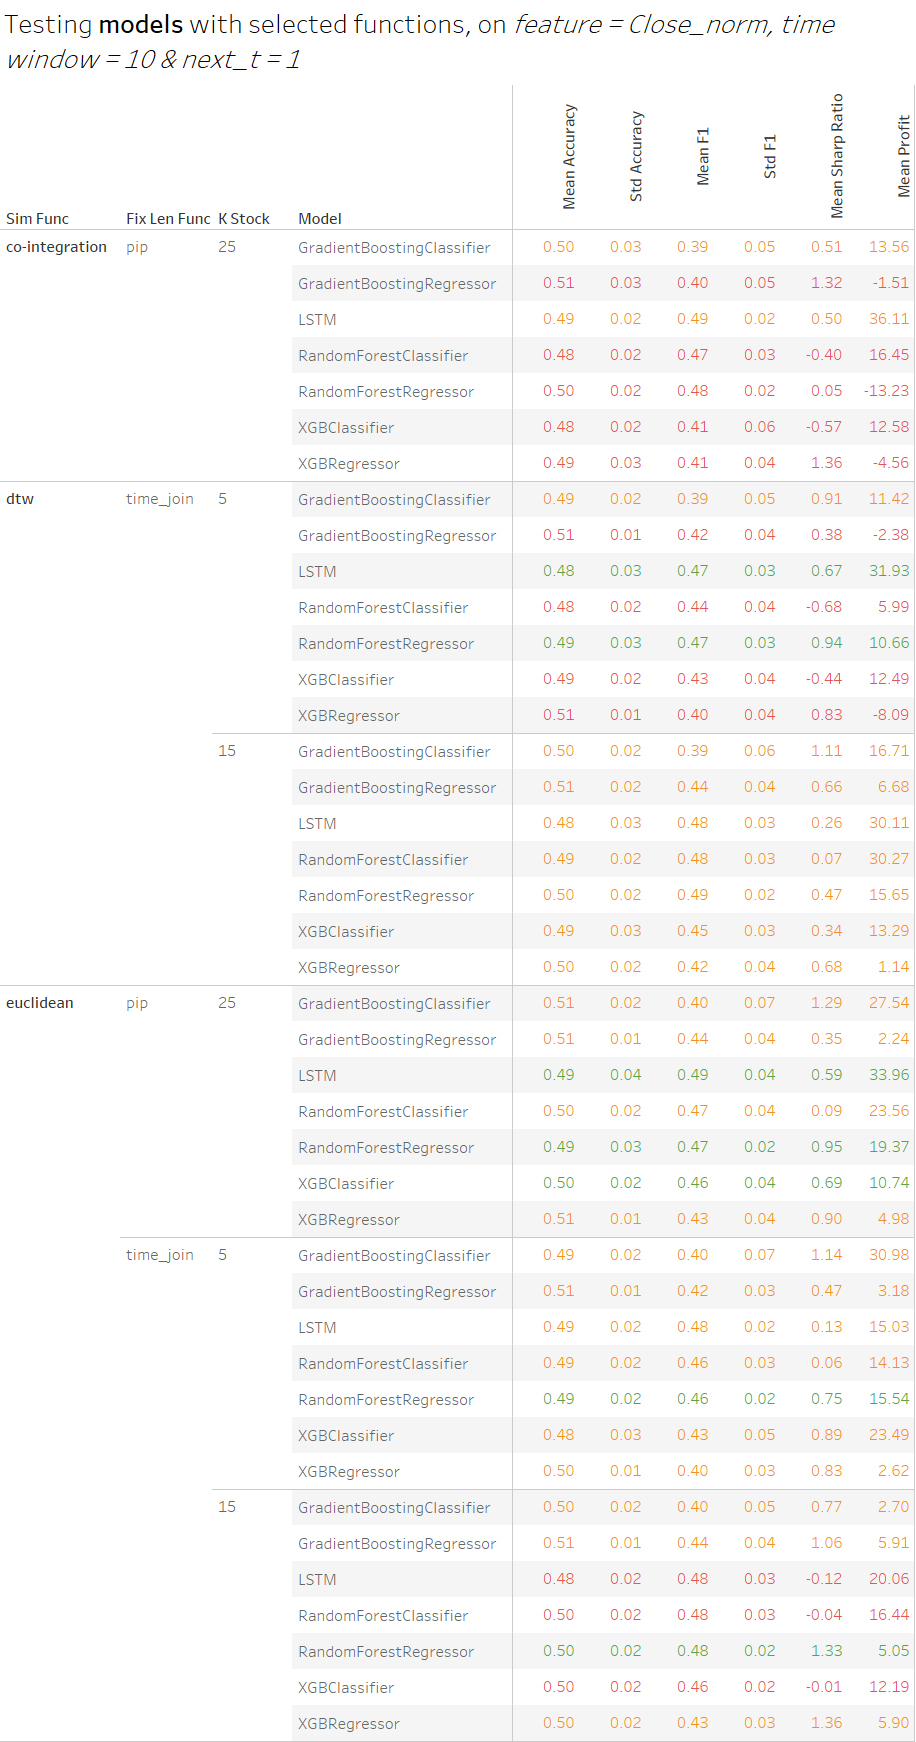 Testing models with selected functions, on feature = Close_norm, time
window = 10 & next_t = 1
Sim Func Fix Len Func K Stock Model Mean Accuracy Std Accuracy Mean F1 Std F1 Mean Sharp Ratio Mean Profit
co-integration pip 25 GradientBoostingClassifier 0.50 0.03 0.39 0.05 0.51 13.56
GradientBoostingRegressor 0.51 0.03 0.40 0.05 1.32 -1.51
LSTM 0.49 0.02 0.49 0.02 0.50 36.11
RandomForestClassifier 0.48 0.02 0.47 0.03 -0.40 16.45
RandomForestRegressor 0.50 0.02 0.48 0.02 0.05 -13.23
XGBClassifier 0.48 0.02 0.41 0.06 -0.57 12.58
XGBRegressor 0.49 0.03 0.41 0.04 1.36 -4.56
dtw time_join 5 GradientBoostingClassifier 0.49 0.02 0.39 0.05 0.91 11.42
GradientBoostingRegressor 0.51 0.01 0.42 0.04 0.38 -2.38
LSTM 0.48 0.03 0.47 0.03 0.67 31.93
RandomForestClassifier 0.48 0.02 0.44 0.04 -0.68 5.99
RandomForestRegressor 0.49 0.03 0.47 0.03 0.94 10.66
XGBClassifier 0.49 0.02 0.43 0.04 -0.44 12.49
XGBRegressor 0.51 0.01 0.40 0.04 0.83 -8.09
15 GradientBoostingClassifier 0.50 0.02 0.39 0.06 1.11 16.71
GradientBoostingRegressor 0.51 0.02 0.44 0.04 0.66 6.68
LSTM 0.48 0.03 0.48 0.03 0.26 30.11
RandomForestClassifier 0.49 0.02 0.48 0.03 0.07 30.27
RandomForestRegressor 0.50 0.02 0.49 0.02 0.47 15.65
XGBClassifier 0.49 0.03 0.45 0.03 0.34 13.29
XGBRegressor 0.50 0.02 0.42 0.04 0.68 1.14
euclidean pip 25 GradientBoostingClassifier 0.51 0.02 0.40 0.07 1.29 27.54
GradientBoostingRegressor 0.51 0.01 0.44 0.04 0.35 2.24
LSTM 0.49 0.04 0.49 0.04 0.59 33.96
RandomForestClassifier 0.50 0.02 0.47 0.04 0.09 23.56
RandomForestRegressor 0.49 0.03 0.47 0.02 0.95 19.37
XGBClassifier 0.50 0.02 0.46 0.04 0.69 10.74
XGBRegressor 0.51 0.01 0.43 0.04 0.90 4.98
time_join 5 GradientBoostingClassifier 0.49 0.02 0.40 0.07 1.14 30.98
GradientBoostingRegressor 0.51 0.01 0.42 0.03 0.47 3.18
LSTM 0.49 0.02 0.48 0.02 0.13 15.03
RandomForestClassifier 0.49 0.02 0.46 0.03 0.06 14.13
RandomForestRegressor 0.49 0.02 0.46 0.02 0.75 15.54
XGBClassifier 0.48 0.03 0.43 0.05 0.89 23.49
XGBRegressor 0.50 0.01 0.40 0.03 0.83 2.62
15 GradientBoostingClassifier 0.50 0.02 0.40 0.05 0.77 2.70
GradientBoostingRegressor 0.51 0.01 0.44 0.04 1.06 5.91
LSTM 0.48 0.02 0.48 0.03 -0.12 20.06
RandomForestClassifier 0.50 0.02 0.48 0.03 -0.04 16.44
RandomForestRegressor 0.50 0.02 0.48 0.02 1.33 5.05
XGBClassifier 0.50 0.02 0.46 0.02 -0.01 12.19
XGBRegressor 0.50 0.02 0.43 0.03 1.36 5.90